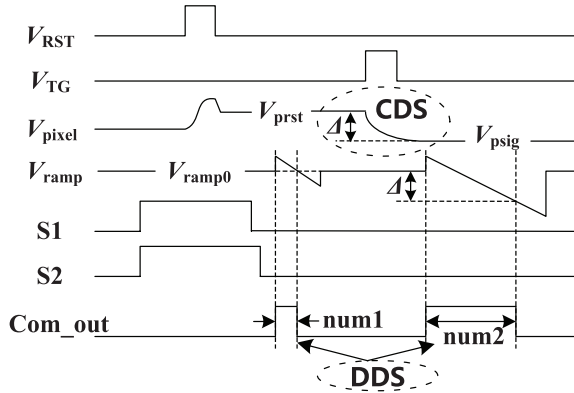 VRST
VTG
CDS
Vprst
Δ
Vpixel
Vpsig
Vramp
Vramp0
Δ
S1
S2
Com_out
num1
num2
DDS